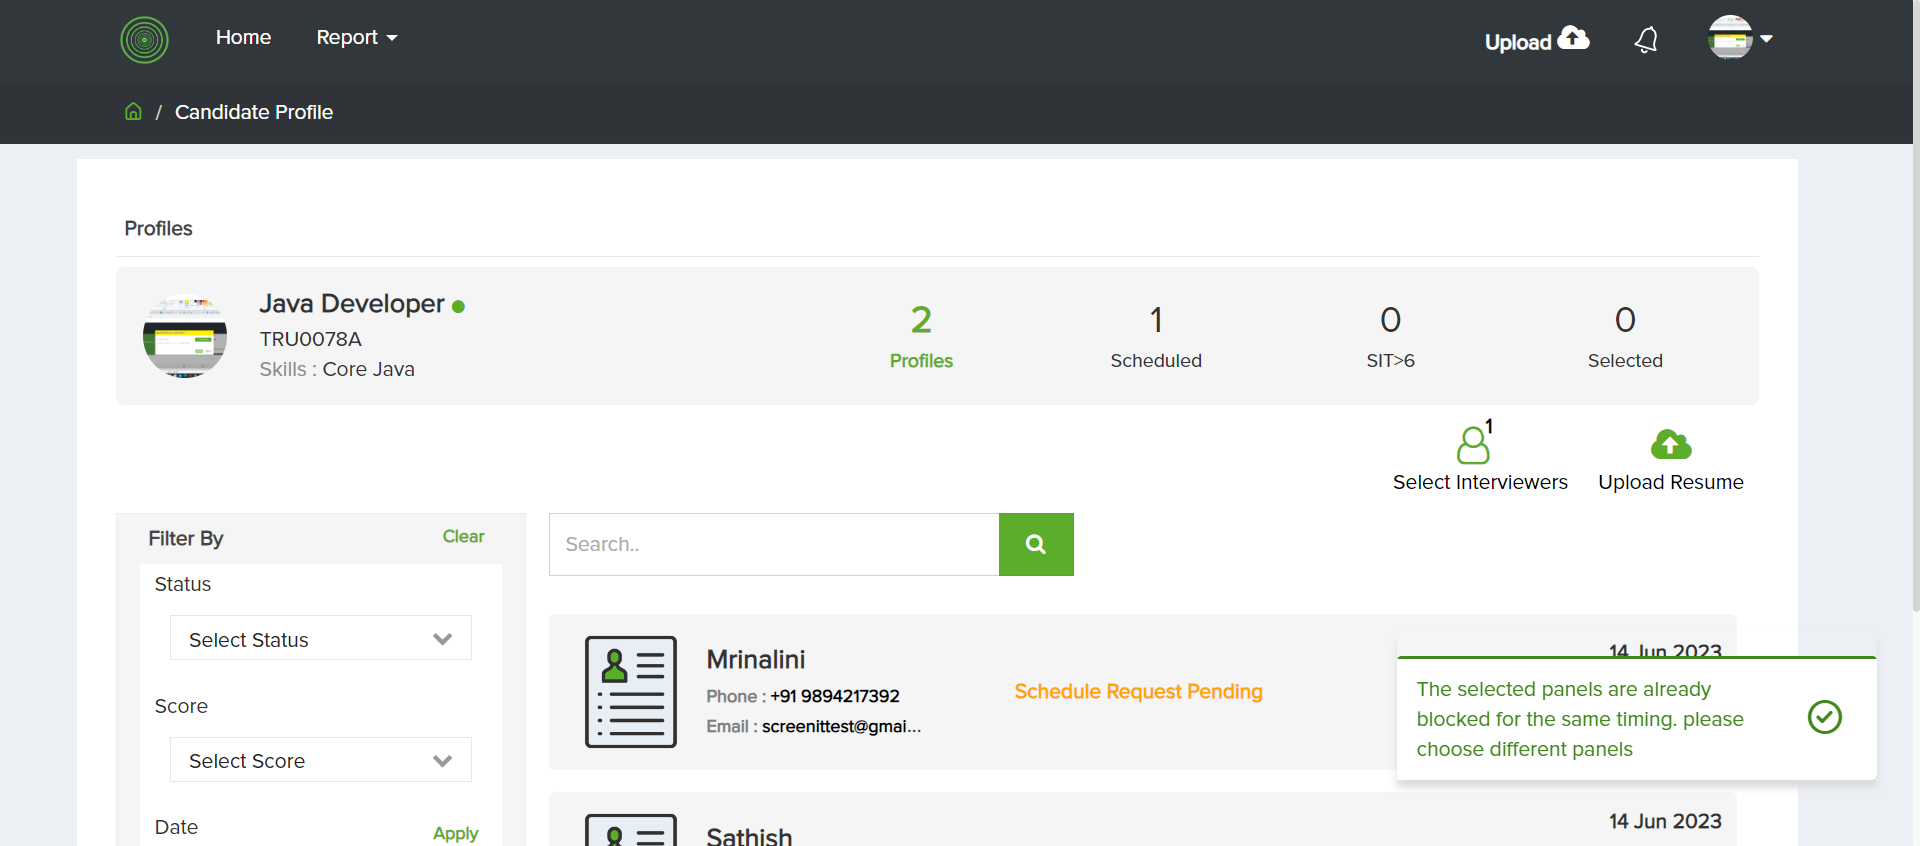 Home
Report
Upload
/ Candidate Profile
Profiles
Java Developer
TRU0078A
Skills : Core Java
2
Profiles
1
Scheduled
0
SIT>6
0
Selected
1
Select Interviewers
Upload Resume
Filter By
Clear
Status
Select Status
Score
Select Score
Date
Apply
Search..
Mrinalini
Phone : +91 9894217392
Email : screenittest@gmai...
Schedule Request Pending
14 Jun 2023
The selected panels are already
blocked for the same timing. please
choose different panels
Sathish
14 Jun 2023